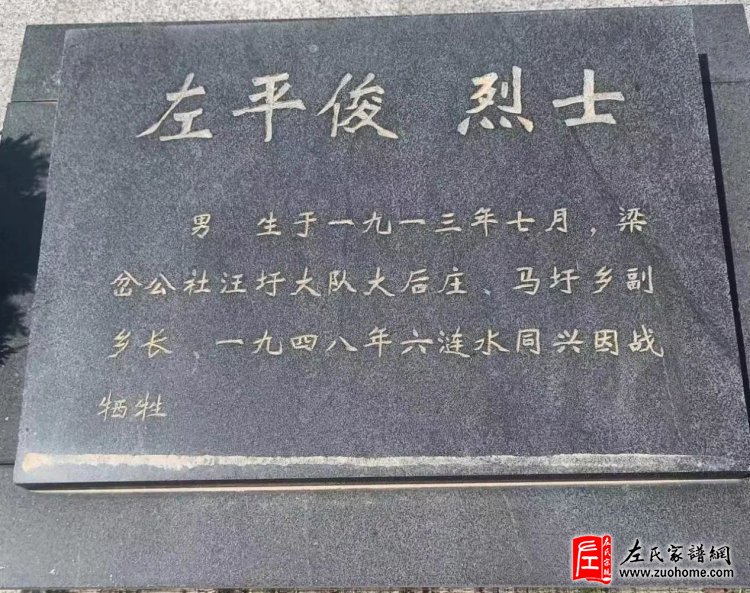 左平俊 烈士
男 生于一九一三年七月,梁
岔公社汪圩大队大后庄、马圩乡副
乡长、一九四八年六涟水同兴因战
牺牲
左氏家谱網
www.zuohome.com